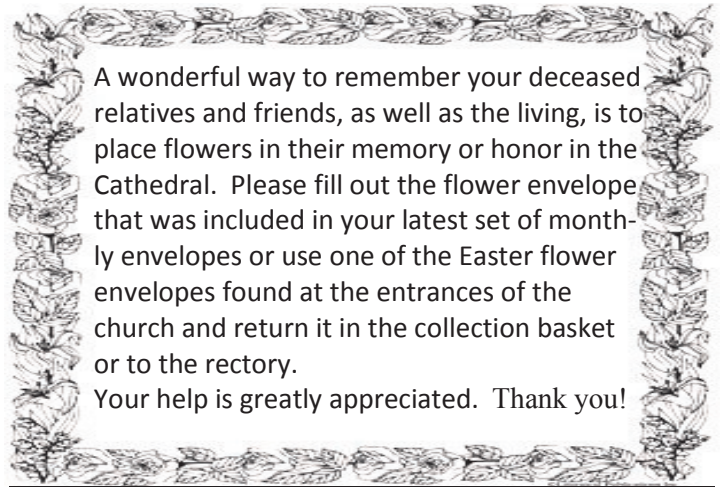 A wonderful way to remember your deceased
relatives and friends, as well as the living, is to
place flowers in their memory or honor in the
Cathedral.  Please fill out the flower envelope
that was included in your latest set of month-
ly envelopes or use one of the Easter flower
envelopes found at the entrances of the
church and return it in the collection basket
or to the rectory.
Your help is greatly appreciated.  Thank you!